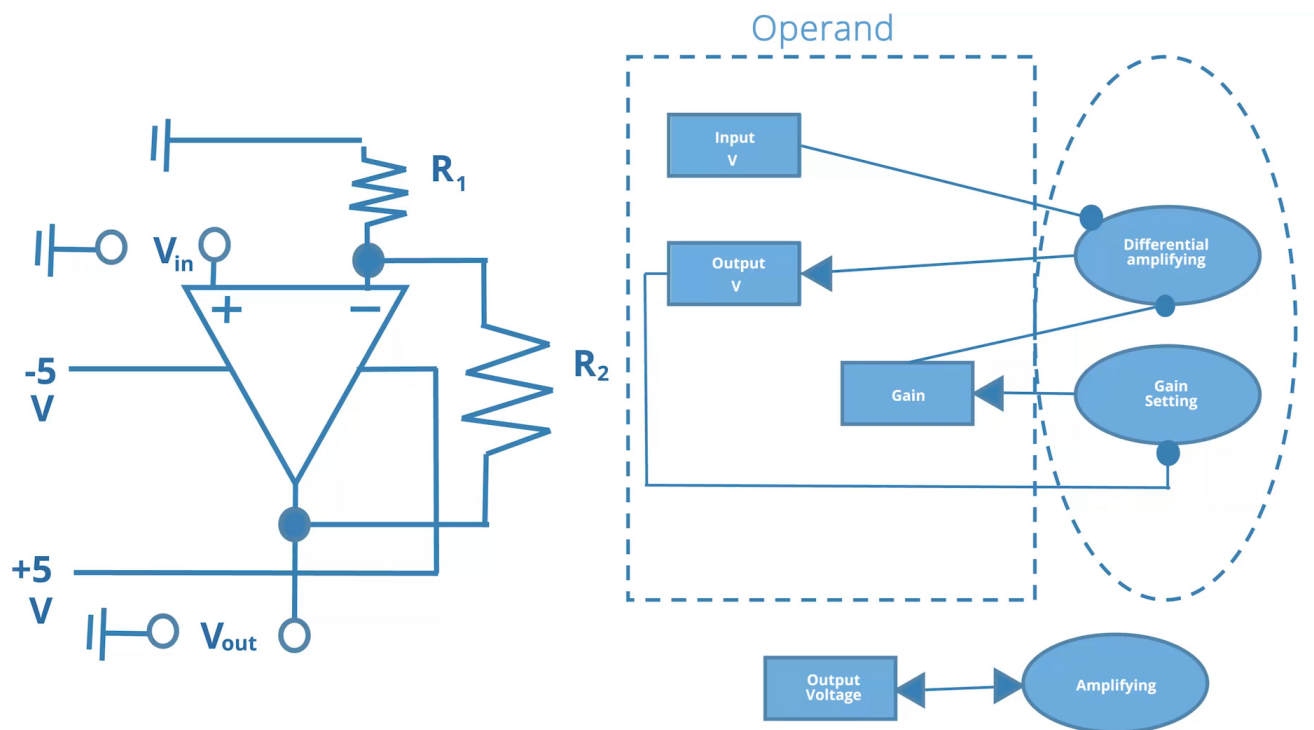 R1
Vin
+
−
-5
V
R2
+5
V
Vout
Operand
Input
V
Output
V
Differential
amplifying
Gain
Gain
Setting
Output
Voltage
Amplifying